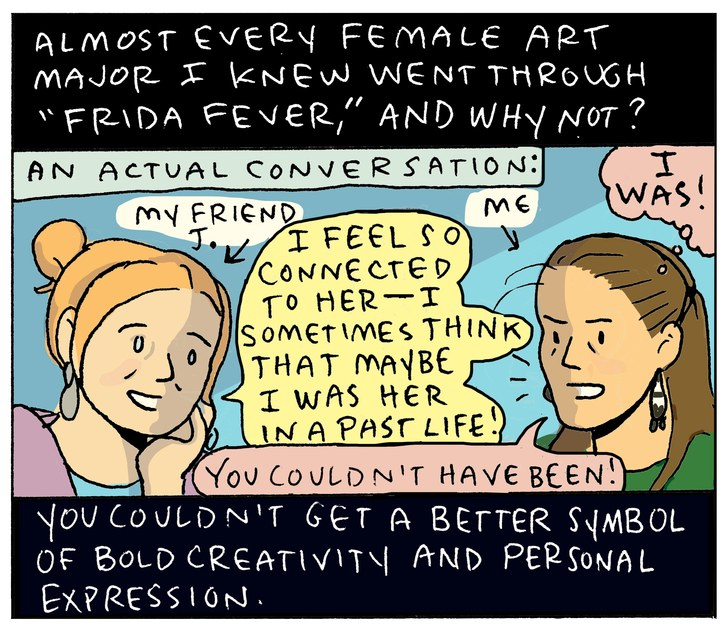 ALMOST EVERY FEMALE ART
MAJOR I KNEW WENT THROUGH
"FRIDA FEVER," AND WHY NOT?
AN ACTUAL CONVERSATION:
MY FRIEND
J.
ME
I FEEL SO
CONNECTED
TO HER—I
SOMETIMES THINK
THAT MAYBE
I WAS HER
IN A PAST LIFE!
YOU COULDN'T HAVE BEEN!
I
WAS!
YOU COULDN'T GET A BETTER SYMBOL
OF BOLD CREATIVITY AND PERSONAL
EXPRESSION.